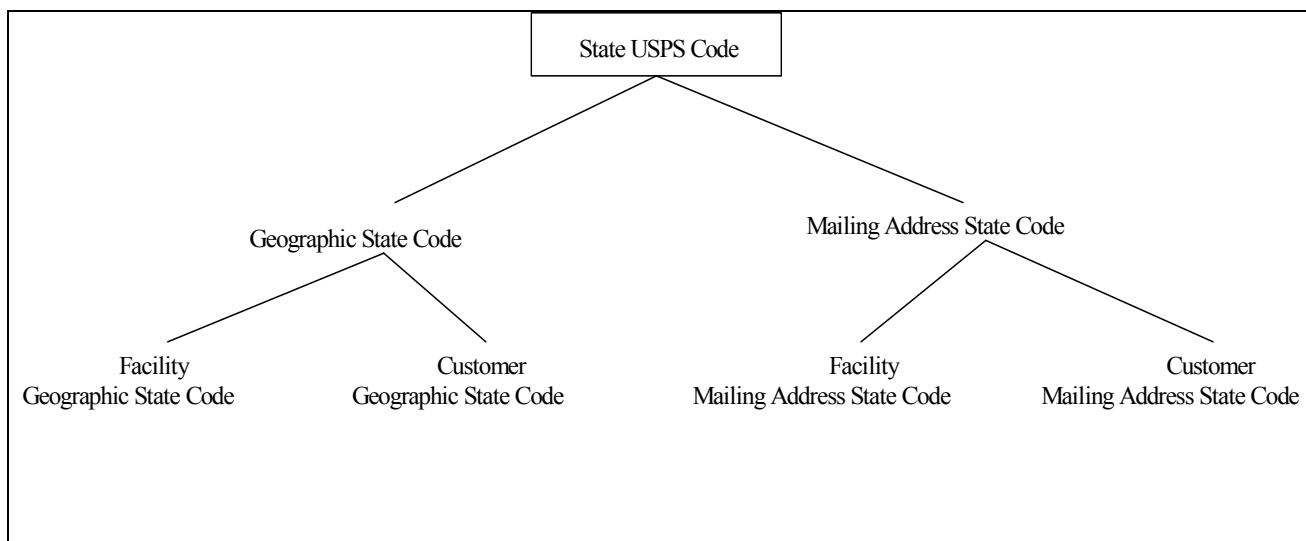 State USPS Code
Geographic State Code
Mailing Address State Code
Facility
Geographic State Code
Customer
Geographic State Code
Facility
Mailing Address State Code
Customer
Mailing Address State Code